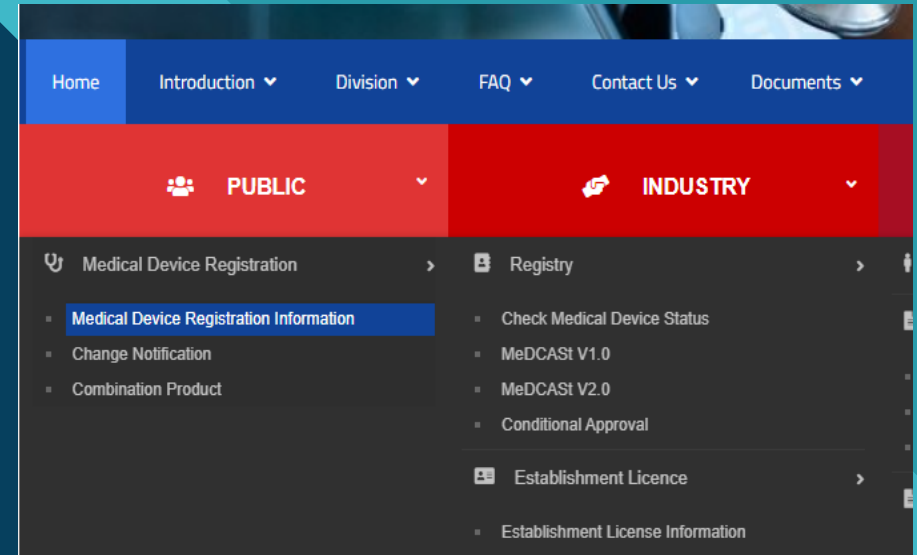 Home
Introduction
Division
FAQ
Contact Us
Documents
PUBLIC
INDUSTRY
Medical Device Registration
Medical Device Registration Information
Change Notification
Combination Product
Registry
Check Medical Device Status
MeDCASt V1.0
MeDCASt V2.0
Conditional Approval
Establishment Licence
Establishment License Information